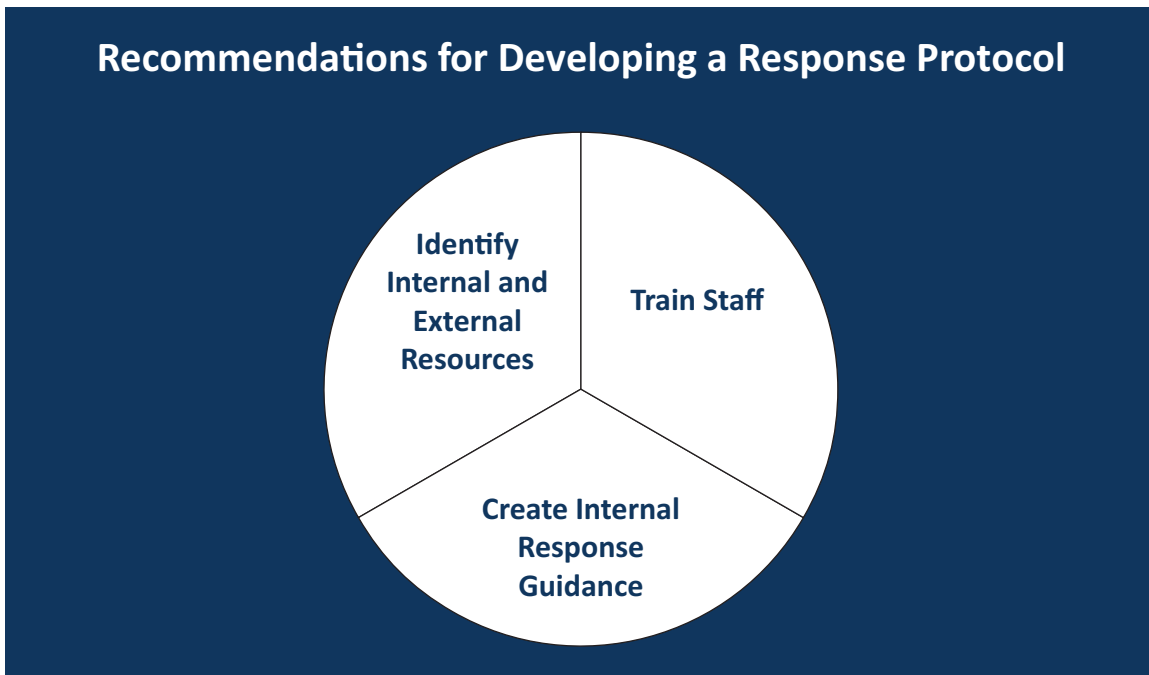 Recommendations for Developing a Response Protocol
Identify
Internal and
External
Resources
Train Staff
Create Internal
Response
Guidance